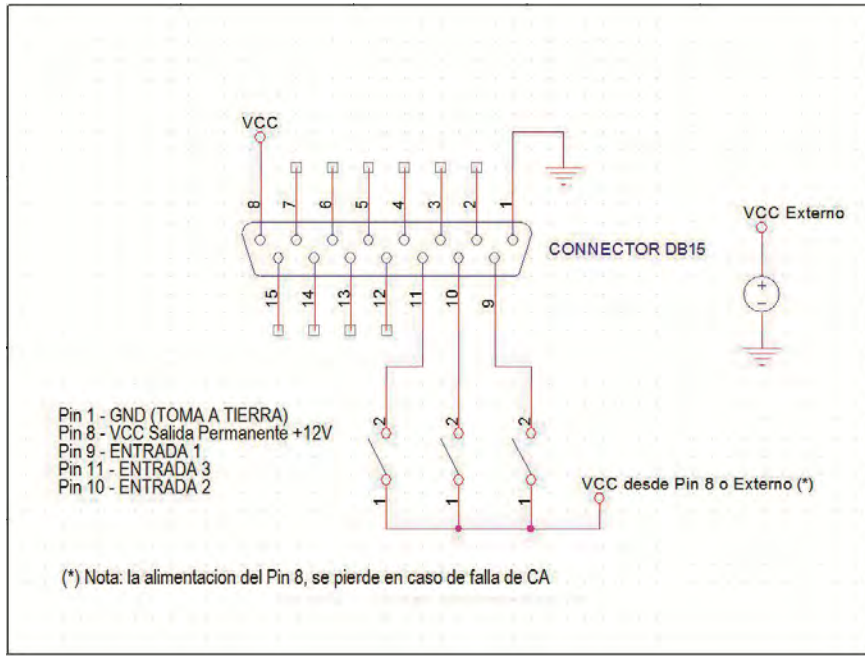 VCC
8
7
6
5
4
3
2
1
CONNECTOR DB15
VCC Externo
+
-
15
14
13
12
11
10
9
2
2
2
1
1
1
VCC desde Pin 8 o Externo (*)
Pin 1 - GND (TOMA A TIERRA)
Pin 8 - VCC Salida Permanente +12V
Pin 9 - ENTRADA 1
Pin 11 - ENTRADA 3
Pin 10 - ENTRADA 2
(*) Nota: la alimentacion del Pin 8, se pierde en caso de falla de CA